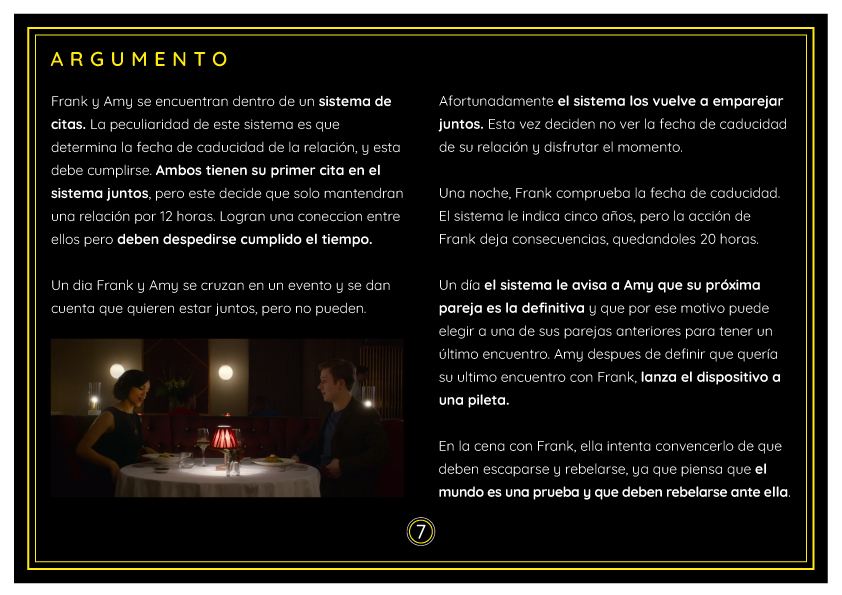 ARGUMENTO
Frank y Amy se encuentran dentro de un sistema de
citas. La peculiaridad de este sistema es que
determina la fecha de caducidad de la relación, y esta
debe cumplirse. Ambos tienen su primer cita en el
sistema juntos, pero este decide que solo mantendran
una relación por 12 horas. Logran una coneccion entre
ellos pero deben despedirse cumplido el tiempo.
Un dia Frank y Amy se cruzan en un evento y se dan
cuenta que quieren estar juntos, pero no pueden.
Afortunadamente el sistema los vuelve a emparejar
juntos. Esta vez deciden no ver la fecha de caducidad
de su relación y disfrutar el momento.
Una noche, Frank comprueba la fecha de caducidad.
El sistema le indica cinco años, pero la acción de
Frank deja consecuencias, quedandoles 20 horas.
Un día el sistema le avisa a Amy que su próxima
pareja es la definitiva y que por ese motivo puede
elegir a una de sus parejas anteriores para tener un
último encuentro. Amy despues de definir que quería
su ultimo encuentro con Frank, lanza el dispositivo a
una pileta.
En la cena con Frank, ella intenta convencerlo de que
deben escaparse y rebelarse, ya que piensa que el
mundo es una prueba y que deben rebelarse ante ella.
7